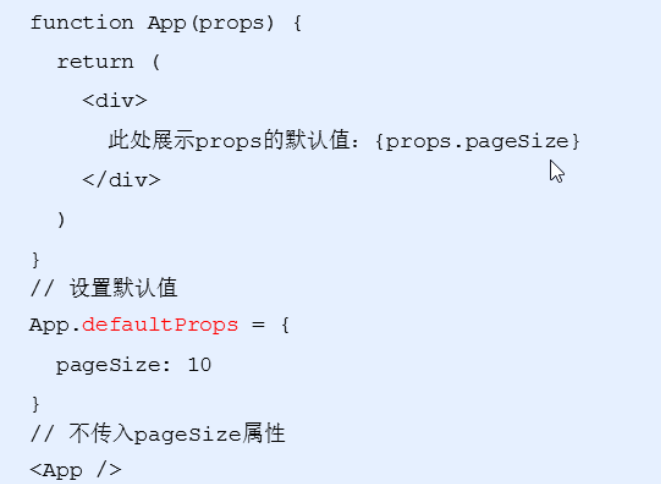 function App(props) {
  return (
    <div>
      此处展示props的默认值：{props.pageSize}
    </div>
  )
}
// 设置默认值
App.defaultProps = {
  pageSize: 10
}
// 不传入pageSize属性
<App />